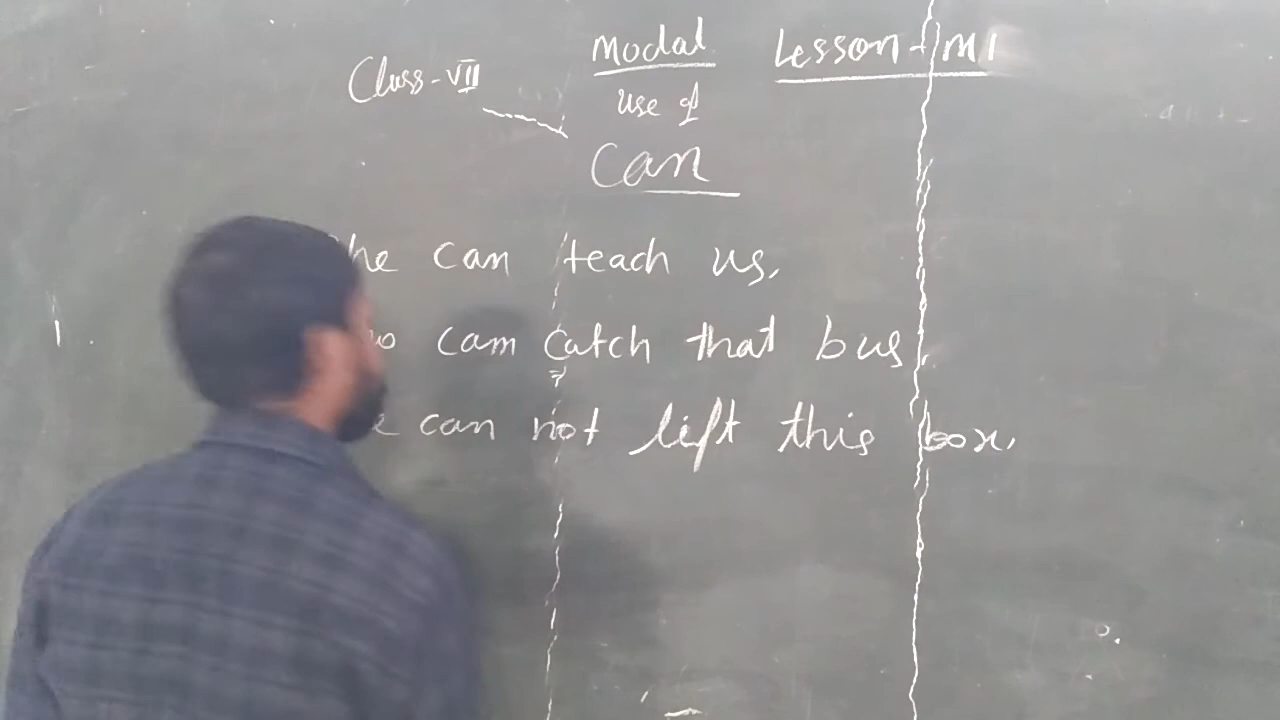 Modal Lesson - M1
Class - VII
use of
Can
he can teach us.
1.
can catch that bus.
can not lift this box.